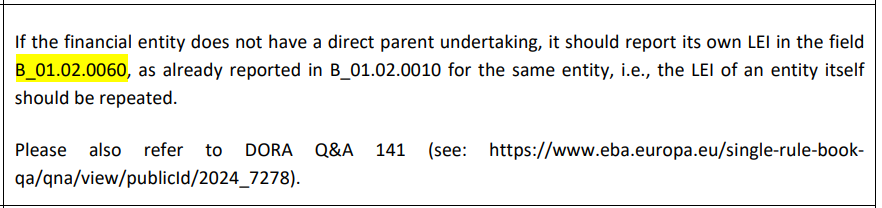 If the financial entity does not have a direct parent undertaking, it should report its own LEI in the field
B_01.02.0060, as already reported in B_01.02.0010 for the same entity, i.e., the LEI of an entity itself
should be repeated.
Please also refer to DORA Q&A 141 (see: https://www.eba.europa.eu/single-rule-book-
qa/qna/view/publicId/2024_7278).